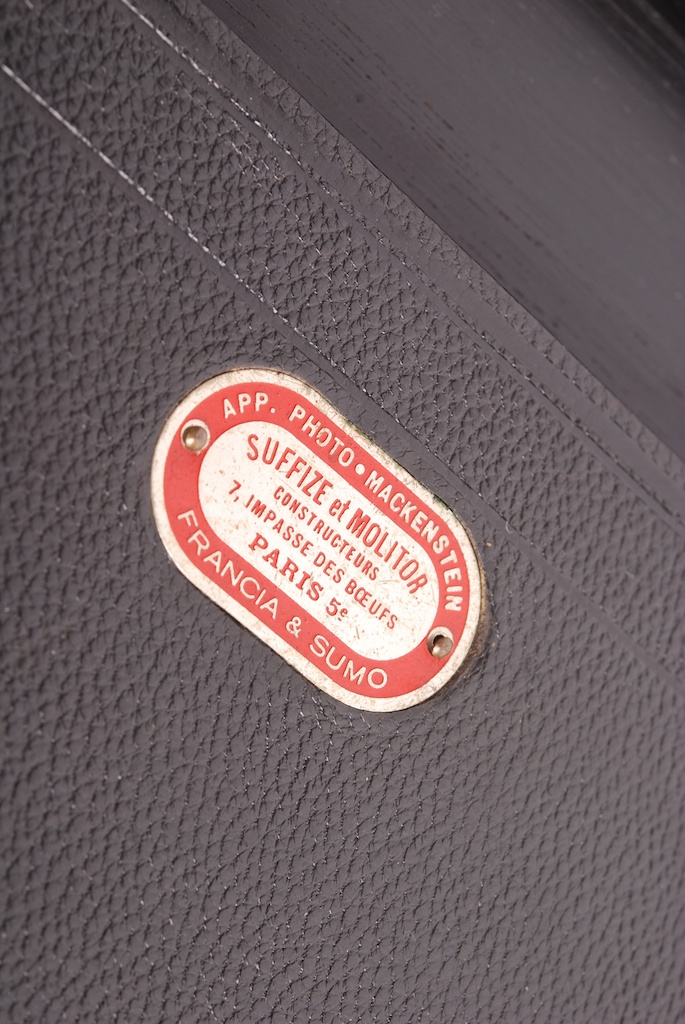 APP. PHOTO • MACKENSTEIN
SUFFIZE et MOLITOR
CONSTRUCTEURS
7, IMPASSE DES BŒUFS
PARIS 5e
FRANCIA & SUMO